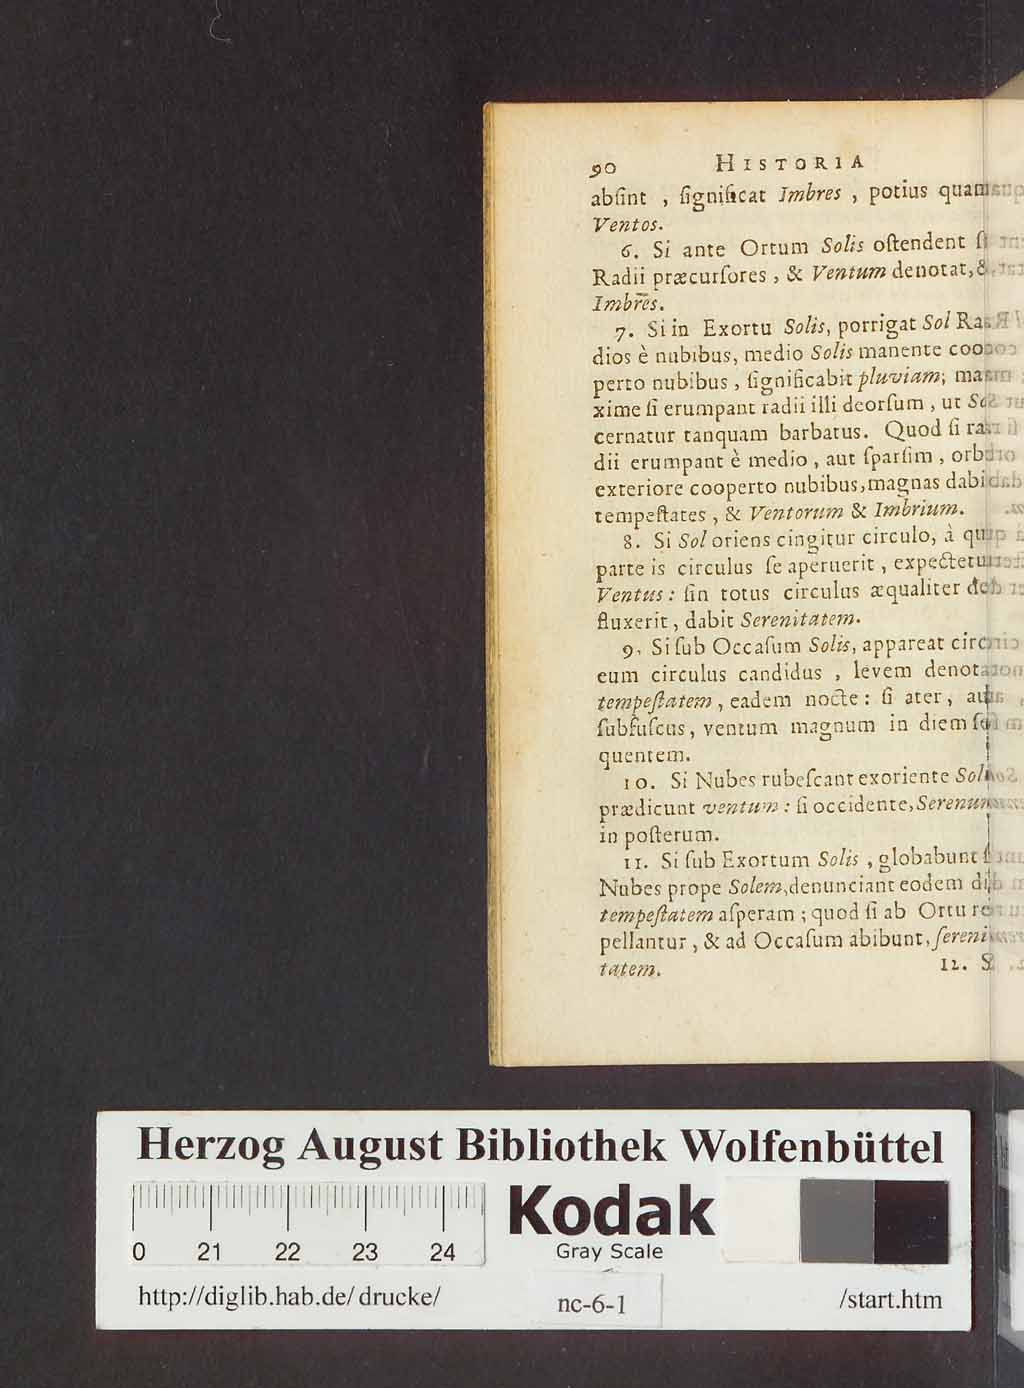 90 HISTORIA
abſint , ſignificat Imbres , potius quam
Ventos.
6. Si ante Ortum Solis oſtendent ſ
Radii præcurſores , & Ventum denotat, &
Imbres.
7. Si in Exortu Solis, porrigat Sol Ra-
dios è nubibus, medio Solis manente coo-
perto nubibus , ſignificabit pluviam; ma-
xime ſi erumpant radii illi deorſum , ut S
cernatur tanquam barbatus. Quod ſi ra-
dii erumpant è medio , aut ſparſim , orb
exteriore cooperto nubibus, magnas dabi
tempeſtates , & Ventorum & Imbrium.
8. Si Sol oriens cingitur circulo, à qu
parte is circulus ſe aperuerit , expectetu
Ventus : ſin totus circulus æqualiter de
fluxerit , dabit Serenitatem.
9. Si ſub Occaſum Solis, appareat circ
eum circulus candidus , levem denota
tempeſtatem , eadem nocte : ſi ater , au
ſubfuſcus, ventum magnum in diem ſe
quentem.
10. Si Nubes rubeſcant exoriente Sol
prædicunt ventum : ſi occidente, Serenum
in poſterum.
11. Si ſub Exortum Solis , globabunt ſ
Nubes prope Solem, denunciant eodem di
tempeſtatem aſperam ; quod ſi ab Ortu re
pellantur , & ad Occaſum abibunt, ſereni
tatem. 12. S
Herzog August Bibliothek Wolfenbüttel
0 21 22 23 24
Kodak
Gray Scale
http://diglib.hab.de/ drucke/ nc-6-1 /start.htm